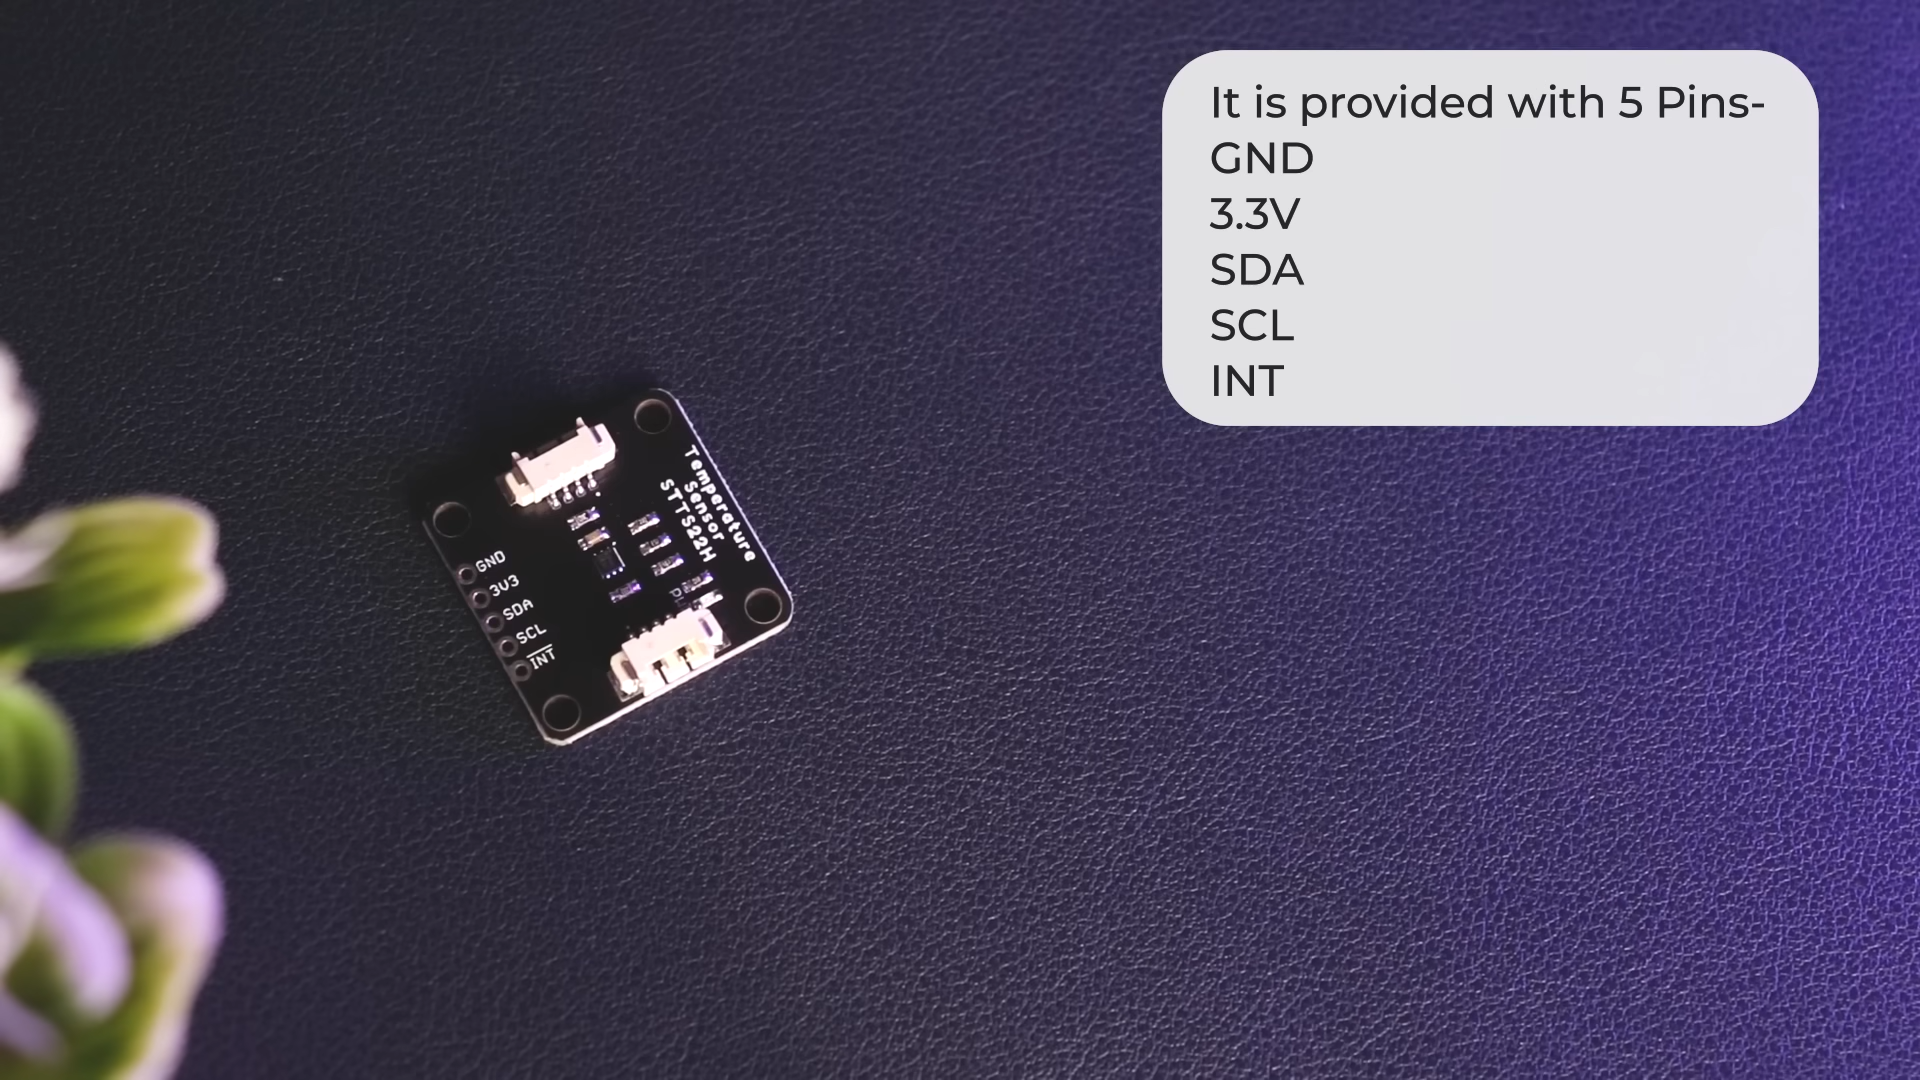 It is provided with 5 Pins-
GND
3.3V
SDA
SCL
INT
Temperature
Sensor
STTS22H
GND
3V3
SDA
SCL
INT